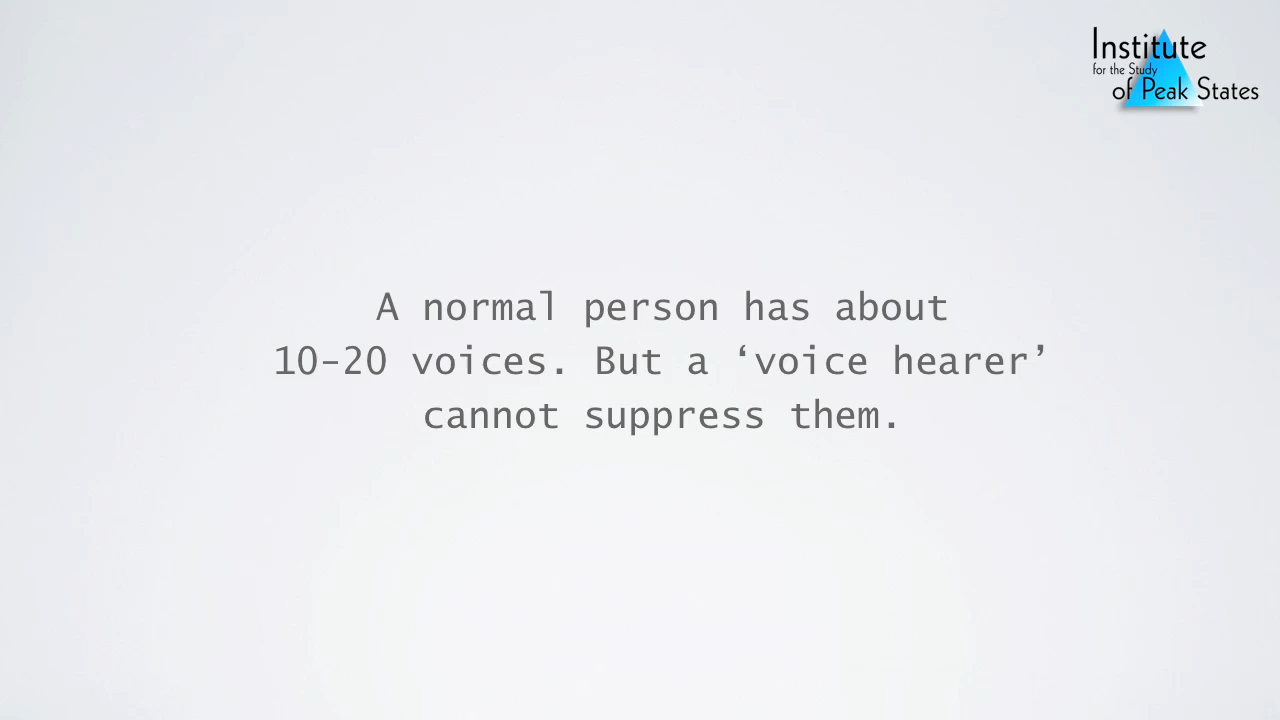 Institute
for the Study
of Peak States
A normal person has about
10–20 voices. But a ‘voice hearer’
cannot suppress them.